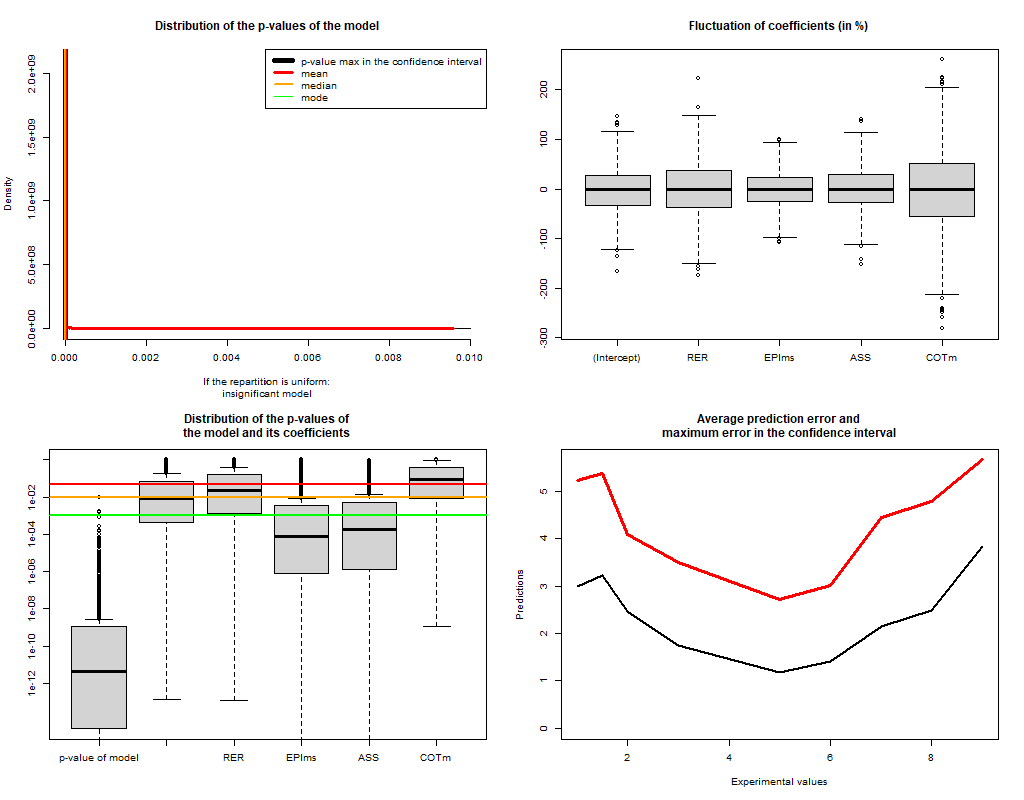 Distribution of the p-values of the model
Density
0.0e+00
5.0e+08
1.0e+09
1.5e+09
2.0e+09
p-value max in the confidence interval
mean
median
mode
0.000 0.002 0.004 0.006 0.008 0.010
If the repartition is uniform:
insignificant model
Fluctuation of coefficients (in %)
200
100
0
-100
-200
-300
(Intercept) RER EPIms ASS COTm
Distribution of the p-values of
the model and its coefficients
1e-02
1e-04
1e-06
1e-08
1e-10
1e-12
p-value of model RER EPIms ASS COTm
Average prediction error and
maximum error in the confidence interval
Predictions
5
4
3
2
1
0
2 4 6 8
Experimental values